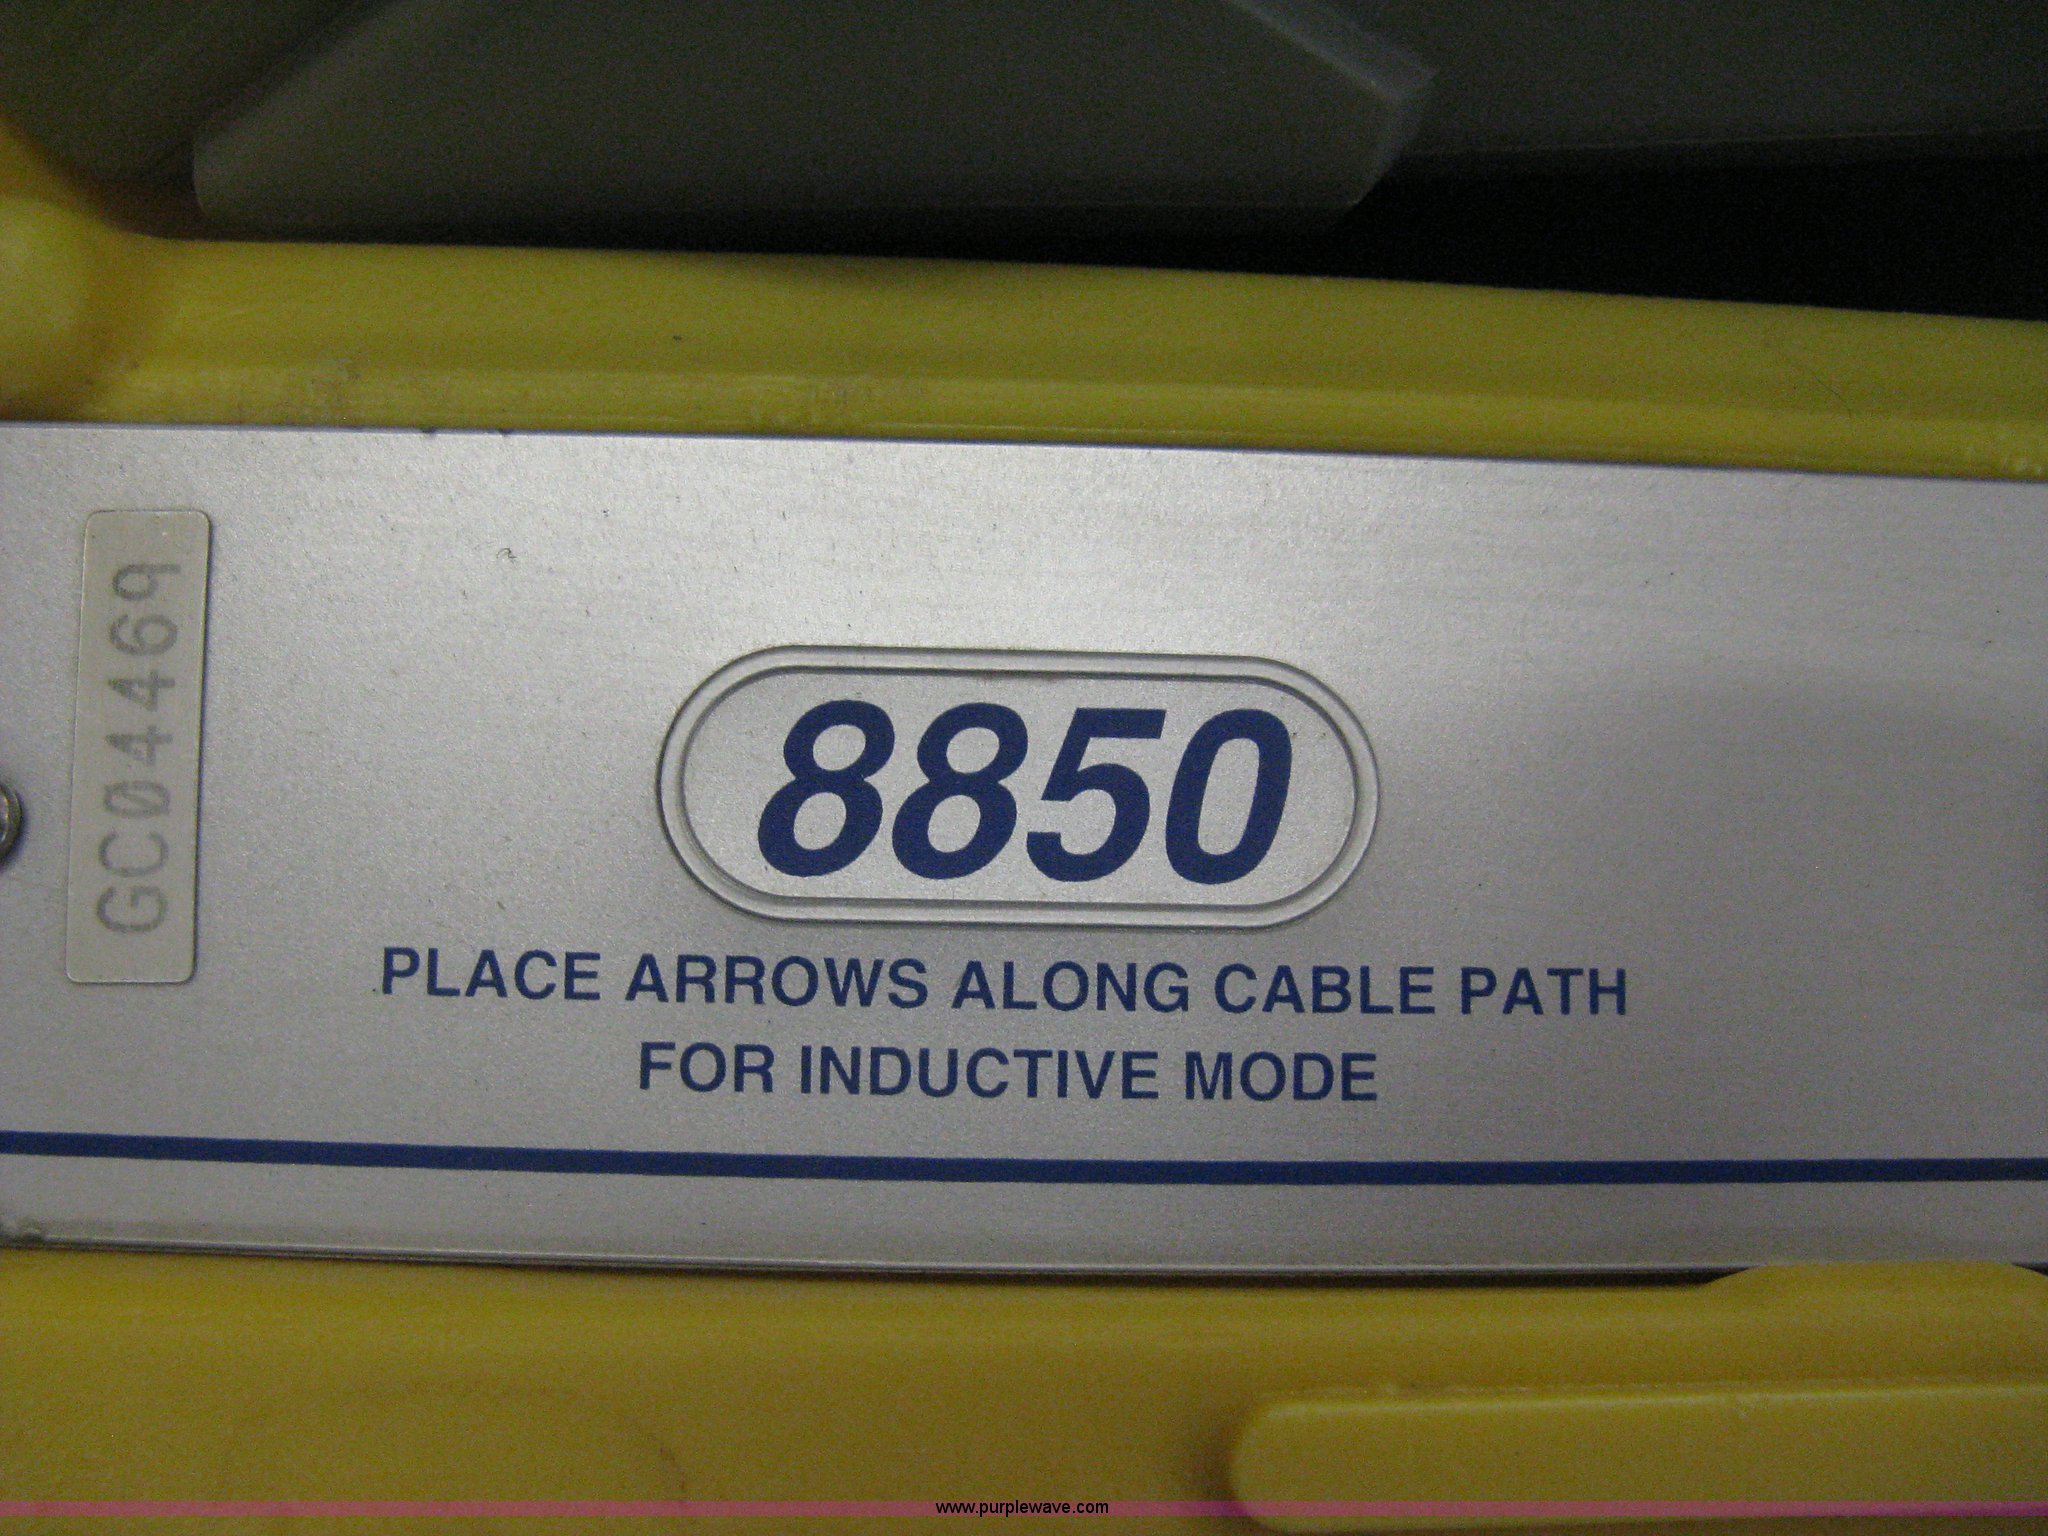 GC04469
8850
PLACE ARROWS ALONG CABLE PATH
FOR INDUCTIVE MODE
www.purplewave.com